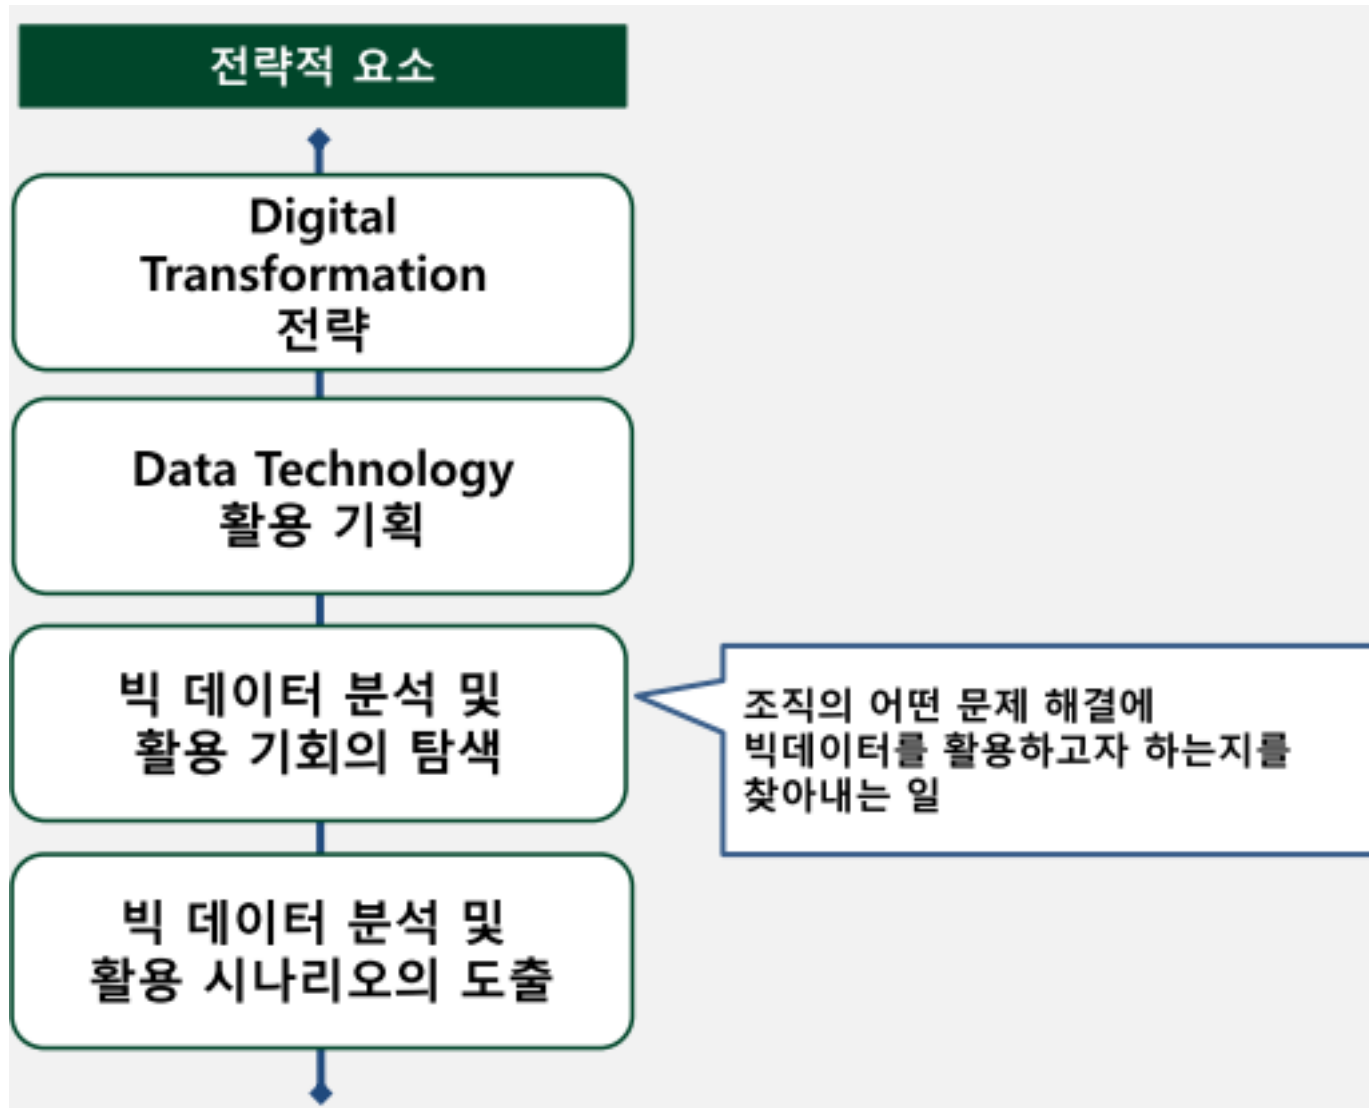 전략적 요소
Digital
Transformation
전략
Data Technology
활용 기획
빅 데이터 분석 및
활용 기회의 탐색
조직의 어떤 문제 해결에
빅데이터를 활용하고자 하는지를
찾아내는 일
빅 데이터 분석 및
활용 시나리오의 도출